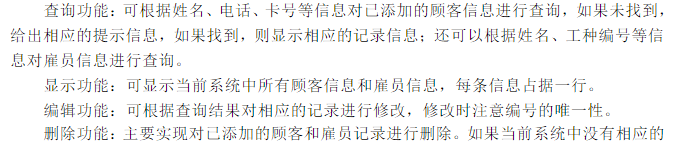 查询功能：可根据姓名、电话、卡号等信息对已添加的顾客信息进行查询，如果未找到，
给出相应的提示信息，如果找到，则显示相应的记录信息；还可以根据姓名、工种编号等信
息对雇员信息进行查询。
显示功能：可显示当前系统中所有顾客信息和雇员信息，每条信息占据一行。
编辑功能：可根据查询结果对相应的记录进行修改，修改时注意编号的唯一性。
删除功能：主要实现对已添加的顾客和雇员记录进行删除。如果当前系统中没有相应的